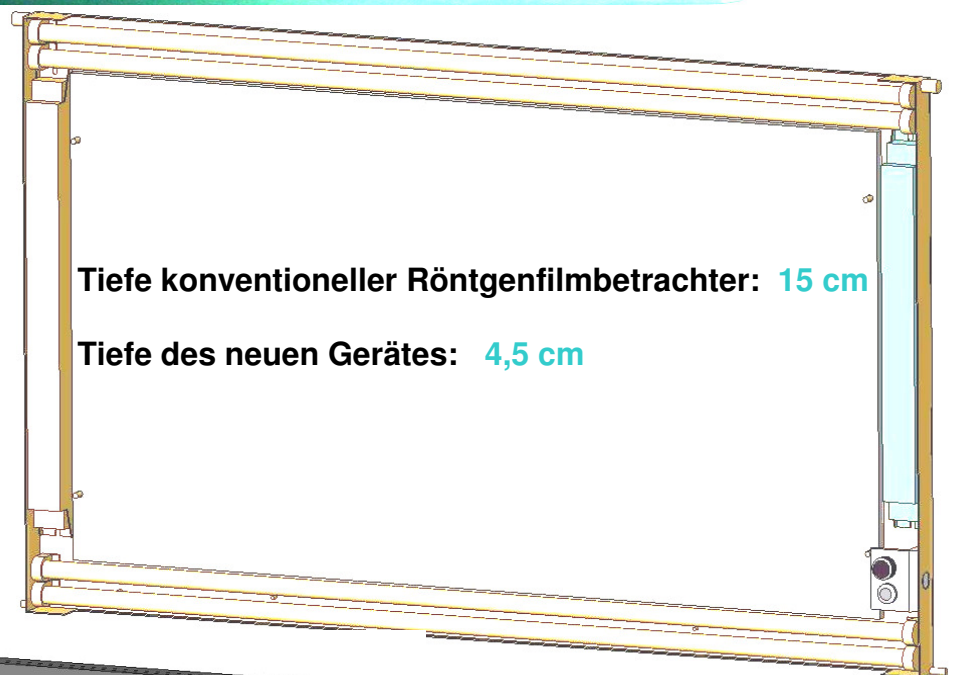 Tiefe konventioneller Röntgenfilmbetrachter: 15 cm
Tiefe des neuen Gerätes: 4,5 cm